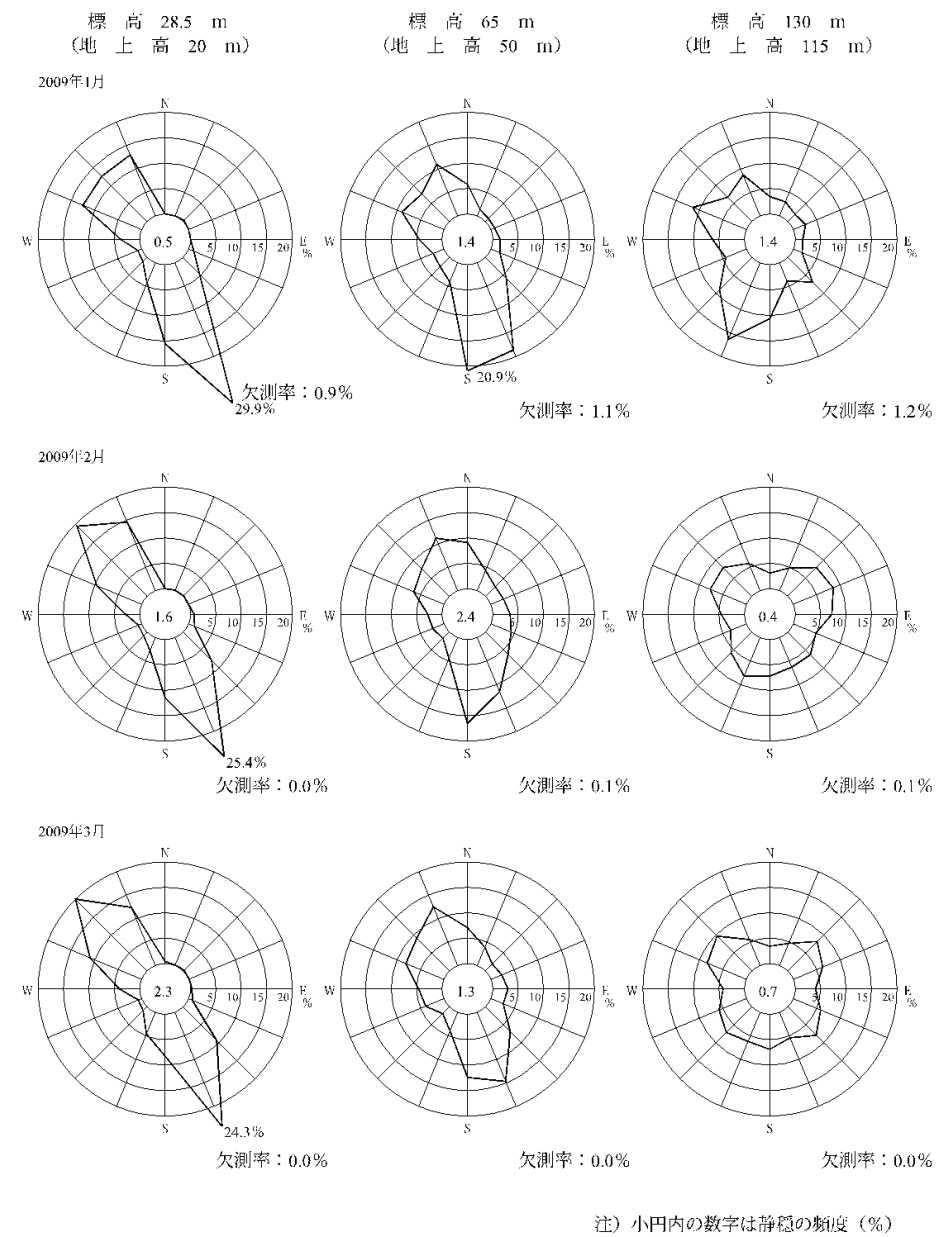 標 高 28.5 m
標 高 65 m
標 高 130 m
(地 上 高 20 m)
(地 上 高 50 m)
(地 上 高 115 m)
2009年1月
N
N
N
W
0.5
5
10
15
20
E
%
W
1.4
5
10
15
20
E
%
W
1.4
5
10
15
20
E
%
S
S
20.9%
S
29.9%
欠測率：0.9%
欠測率：1.1%
欠測率：1.2%
2009年2月
N
N
N
W
1.6
5
10
15
20
E
%
W
2.4
5
10
15
20
E
%
W
0.4
5
10
15
20
E
%
S
S
S
25.4%
欠測率：0.0%
欠測率：0.1%
欠測率：0.1%
2009年3月
N
N
N
W
2.3
5
10
15
20
E
%
W
1.3
5
10
15
20
E
%
W
0.7
5
10
15
20
E
%
S
S
S
24.3%
欠測率：0.0%
欠測率：0.0%
欠測率：0.0%
注) 小円内の数字は静穏の頻度（%）